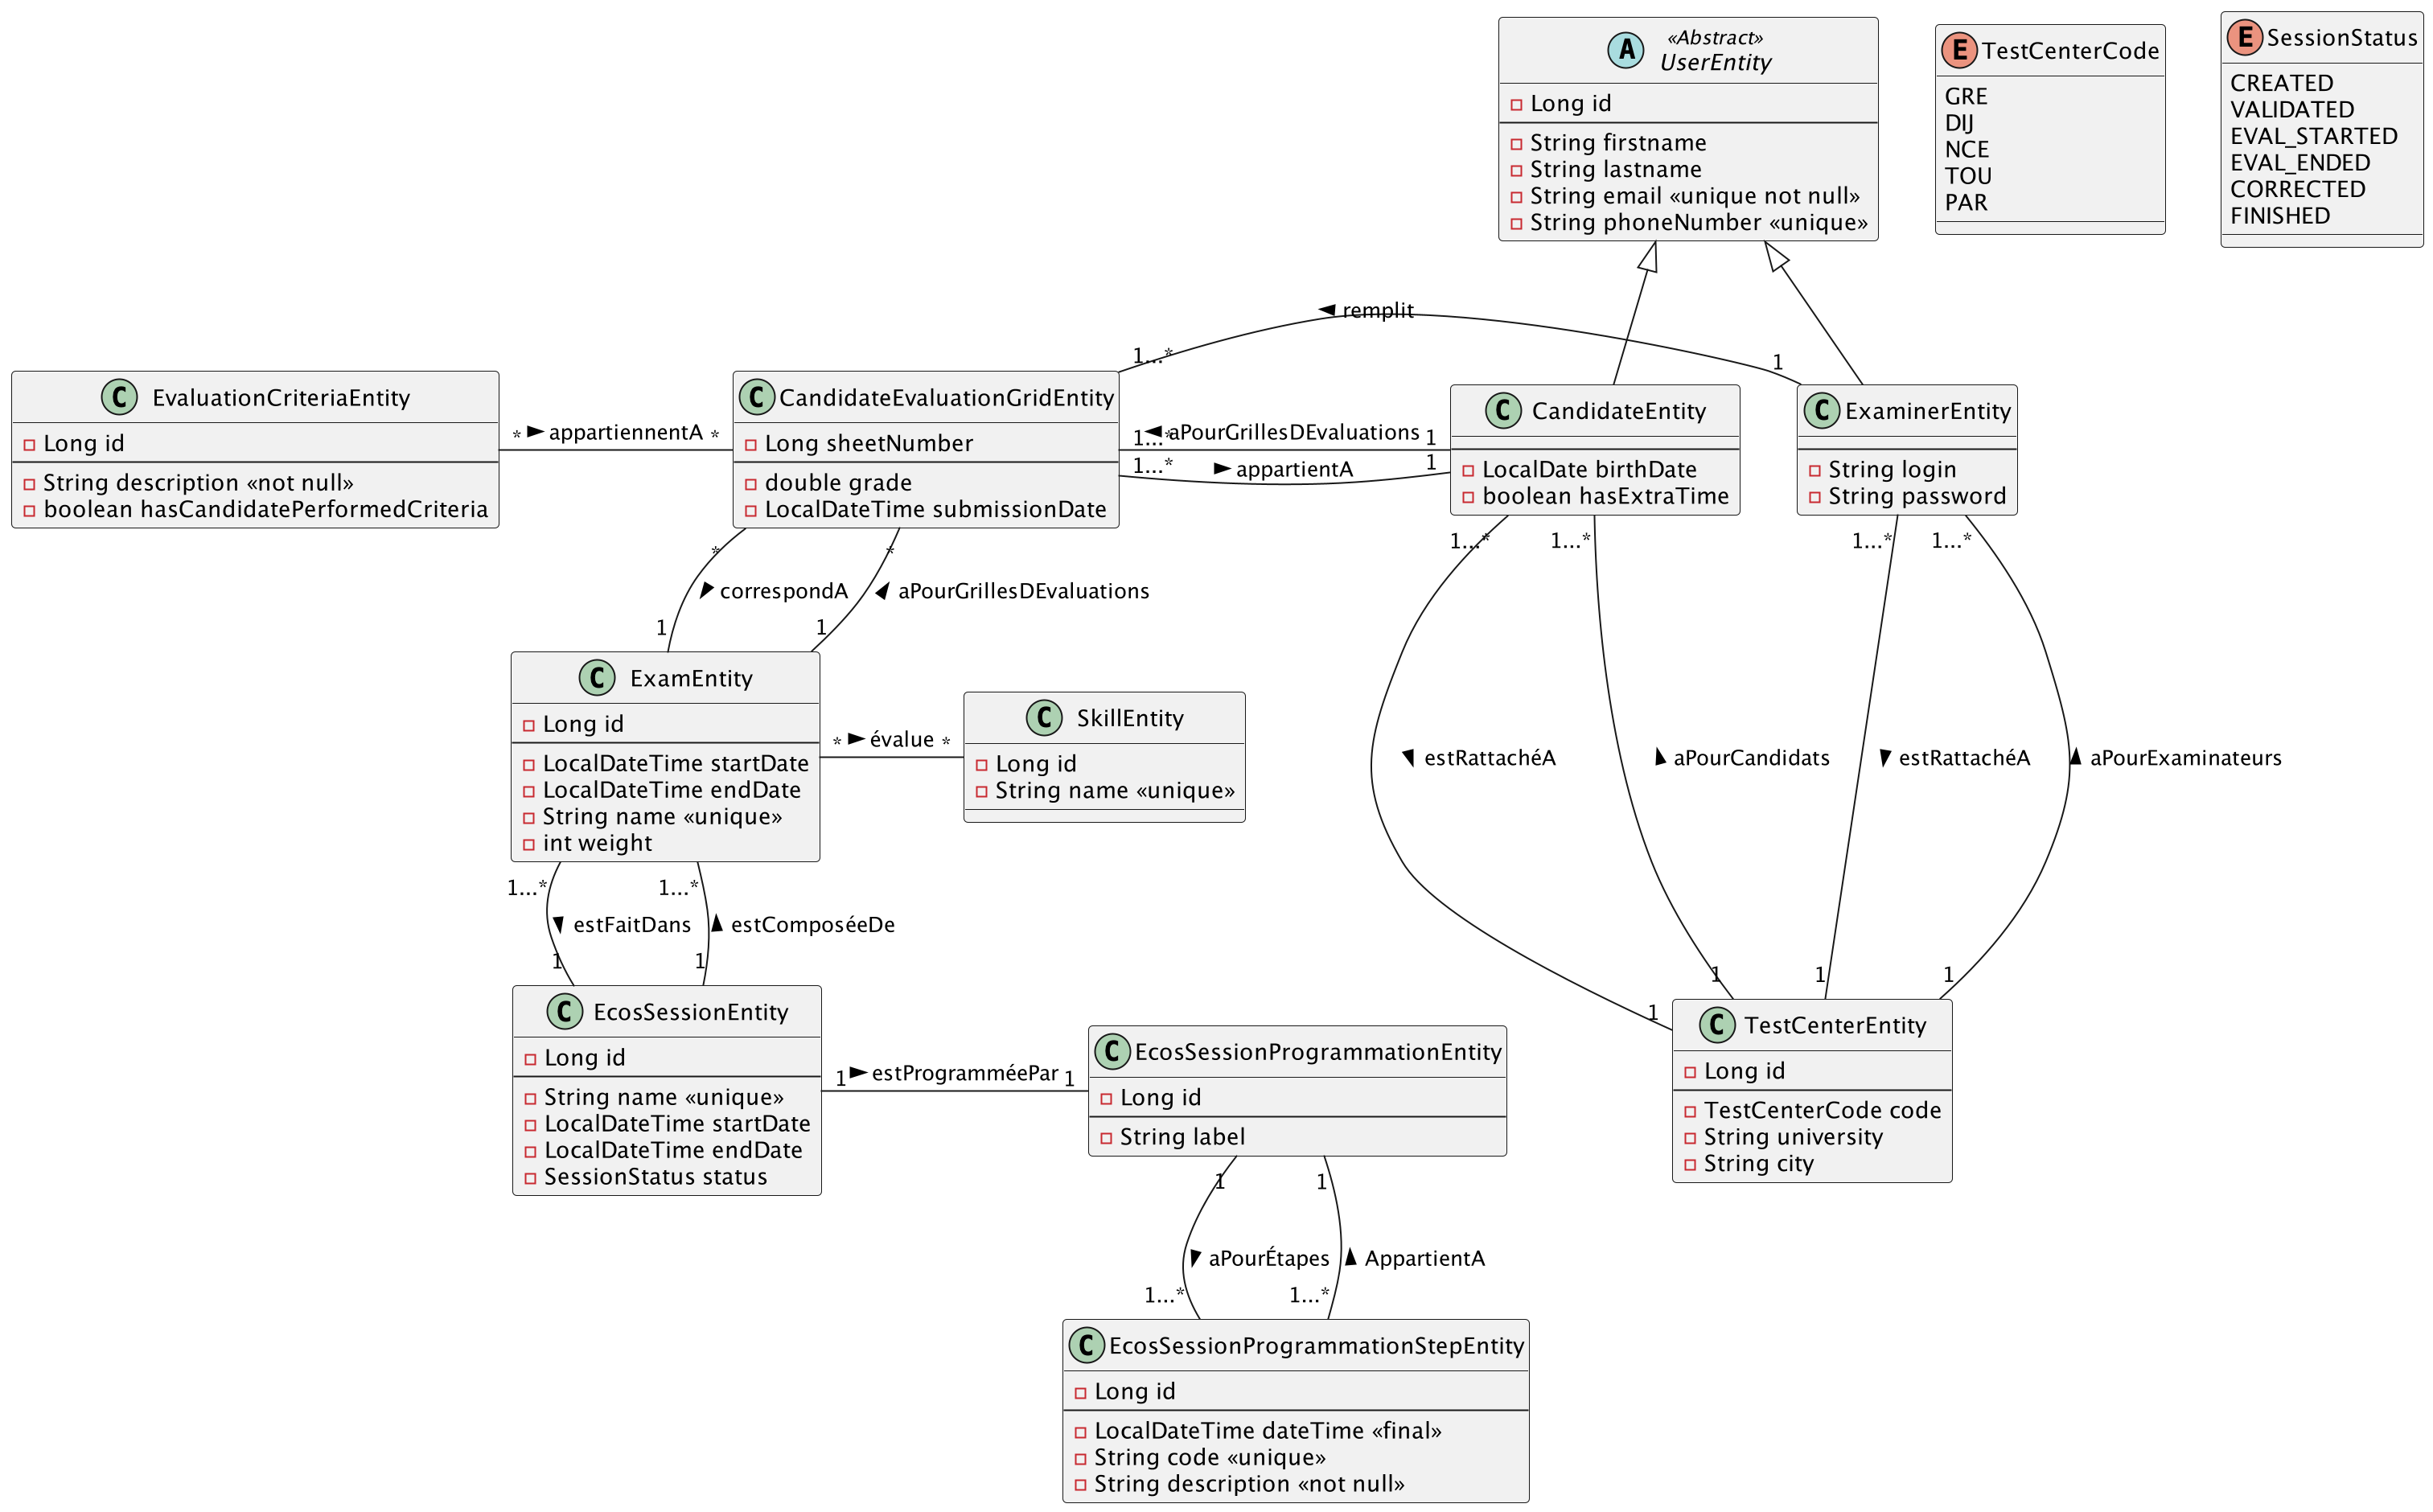 «Abstract»
A
UserEntity
Long id
String firstname
String lastname
String email «unique not null»
String phoneNumber «unique»
E TestCenterCode
GRE
DIJ
NCE
TOU
PAR
E SessionStatus
CREATED
VALIDATED
EVAL_STARTED
EVAL_ENDED
CORRECTED
FINISHED
remplit
1...*
1
C EvaluationCriteriaEntity
Long id
String description «not null»
boolean hasCandidatePerformedCriteria
* appartiennentA *
C CandidateEvaluationGridEntity
Long sheetNumber
double grade
LocalDateTime submissionDate
1...* aPourGrillesDEvaluations 1
1...* appartientA 1
C CandidateEntity
LocalDate birthDate
boolean hasExtraTime
C ExaminerEntity
String login
String password
* *
1...* 1...* 1...* 1...*
correspondA aPourGrillesDEvaluations
1 1
C ExamEntity
Long id
LocalDateTime startDate
LocalDateTime endDate
String name «unique»
int weight
* évalue *
C SkillEntity
Long id
String name «unique»
estRattachéA aPourCandidats estRattachéA aPourExaminateurs
1...* 1...*
estFaitDans estComposéeDe
1 1
1 1 1 1
C EcosSessionEntity
Long id
String name «unique»
LocalDateTime startDate
LocalDateTime endDate
SessionStatus status
1 estProgramméePar 1
C EcosSessionProgrammationEntity
Long id
String label
C TestCenterEntity
Long id
TestCenterCode code
String university
String city
1 1
aPourÉtapes AppartientA
1...* 1...*
C EcosSessionProgrammationStepEntity
Long id
LocalDateTime dateTime «final»
String code «unique»
String description «not null»